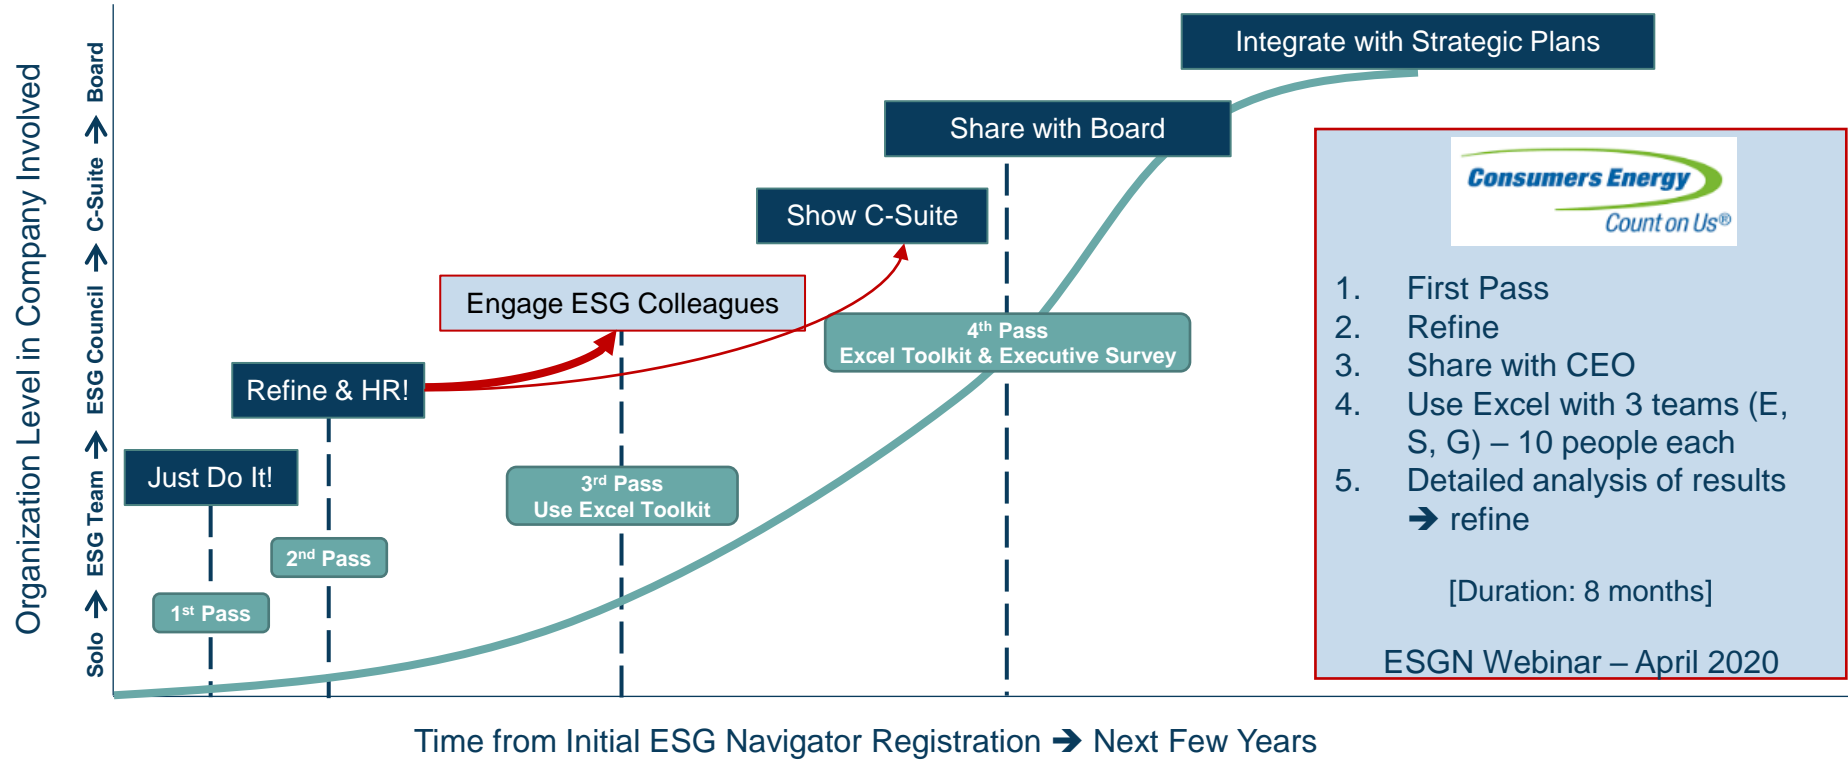 Integrate with Strategic Plans
Share with Board
Show C-Suite
Engage ESG Colleagues
Refine & HR!
Just Do It!
1st Pass
2nd Pass
3rd Pass
Use Excel Toolkit
4th Pass
Excel Toolkit & Executive Survey
Organization Level in Company Involved
Solo → ESG Team → ESG Council → C-Suite → Board
Time from Initial ESG Navigator Registration ➔ Next Few Years
Consumers Energy
Count on Us®
1. First Pass
2. Refine
3. Share with CEO
4. Use Excel with 3 teams (E,
S, G) – 10 people each
5. Detailed analysis of results
➔ refine
[Duration: 8 months]
ESGN Webinar – April 2020